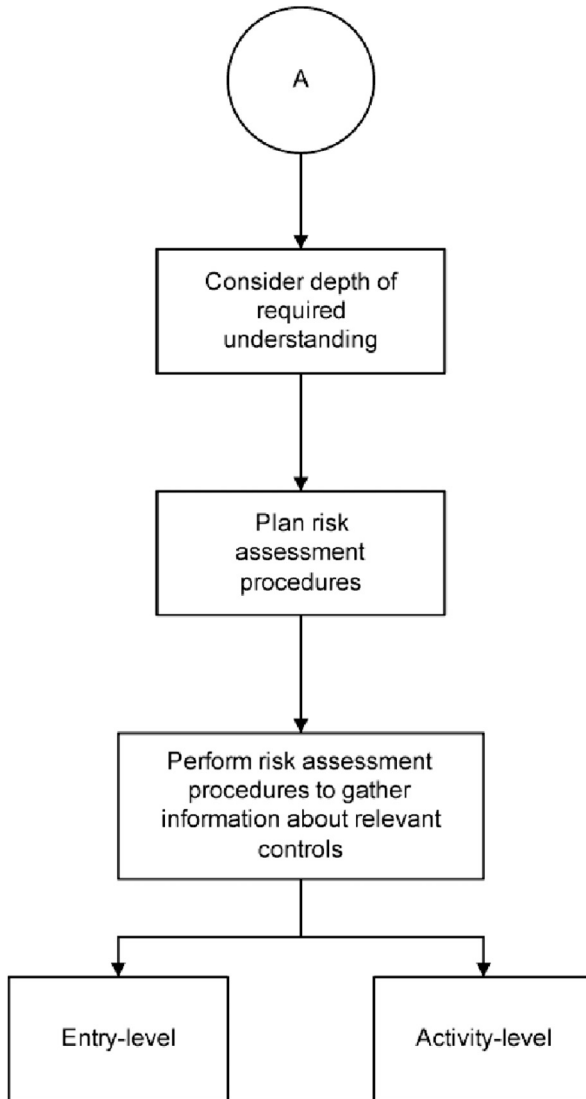 A
Consider depth of
required
understanding
Plan risk
assessment
procedures
Perform risk assessment
procedures to gather
information about relevant
controls
Entry-level
Activity-level